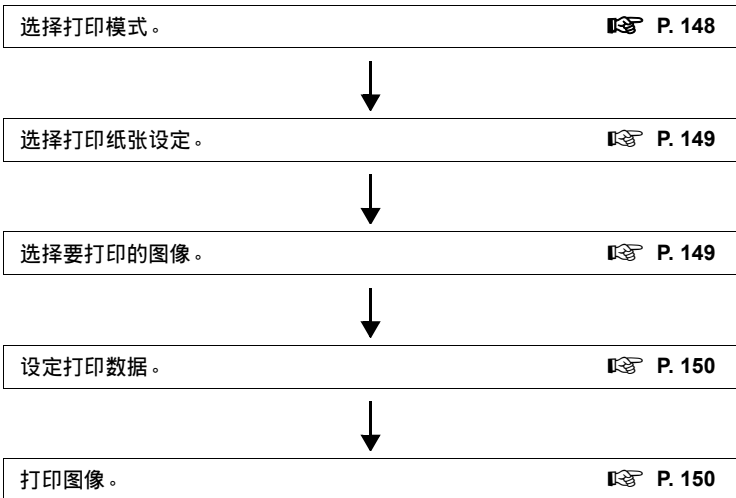 选择打印模式。 ☞ P. 148
选择打印纸张设定。 ☞ P. 149
选择要打印的图像。 ☞ P. 149
设定打印数据。 ☞ P. 150
打印图像。 ☞ P. 150